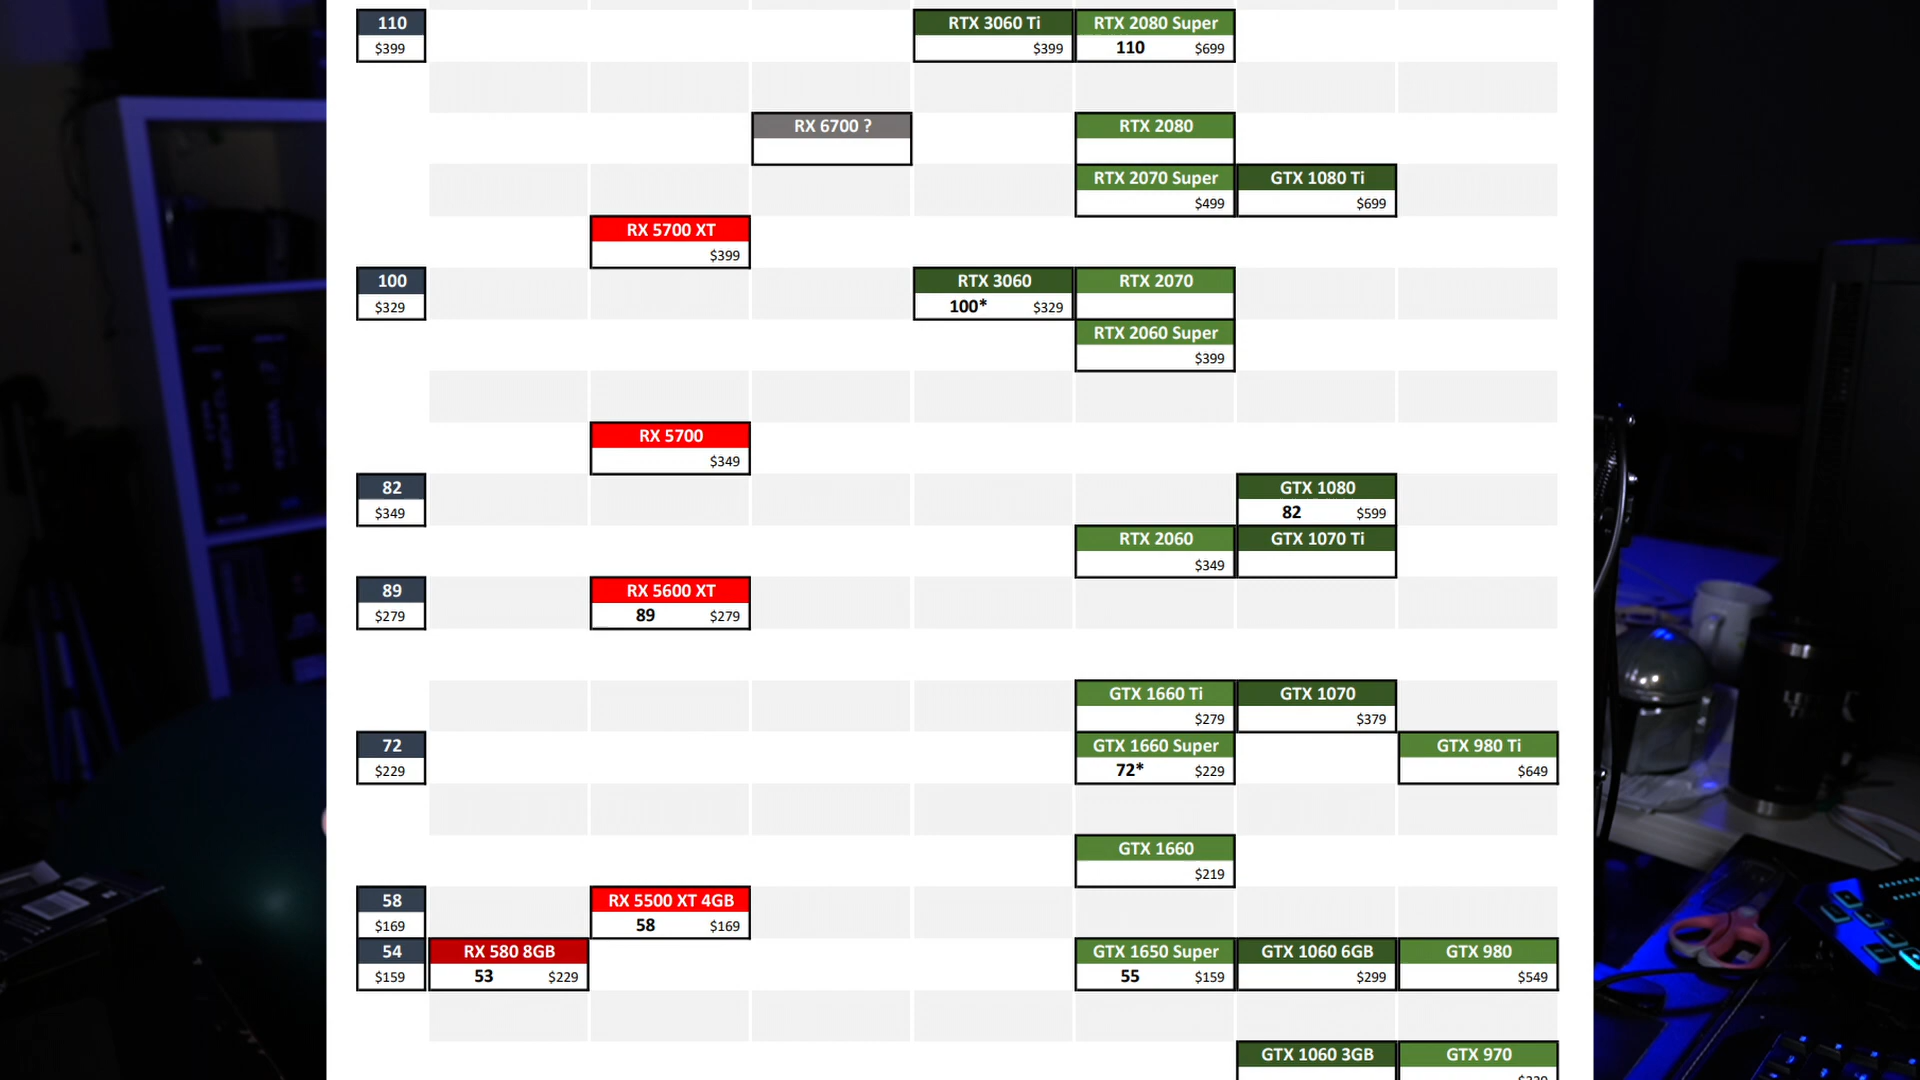 110 RTX 3060 Ti RTX 2080 Super
$399 $399 110 $699
RX 6700 ? RTX 2080
RTX 2070 Super GTX 1080 Ti
$499 $699
RX 5700 XT
$399
100 RTX 3060 RTX 2070
$329 100* $329
RTX 2060 Super
$399
RX 5700
$349
82 GTX 1080
$349 82 $599
RTX 2060 GTX 1070 Ti
$349
89 RX 5600 XT
$279 89 $279
GTX 1660 Ti GTX 1070
$279 $379
72 GTX 1660 Super GTX 980 Ti
$229 72* $229 $649
GTX 1660
$219
58 RX 5500 XT 4GB
$169 58 $169
54 RX 580 8GB GTX 1650 Super GTX 1060 6GB GTX 980
$159 53 $229 55 $159 $299 $549
GTX 1060 3GB GTX 970